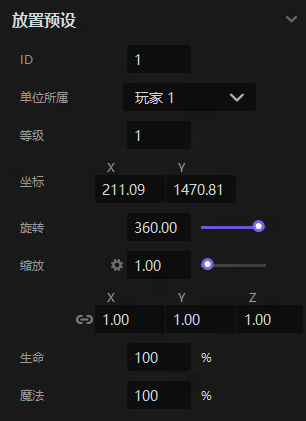 放置预设
ID 1
单位所属 玩家 1
等级 1
X Y
坐标 211.09 1470.81
旋转 360.00
缩放 1.00
X Y Z
1.00 1.00 1.00
生命 100 %
魔法 100 %